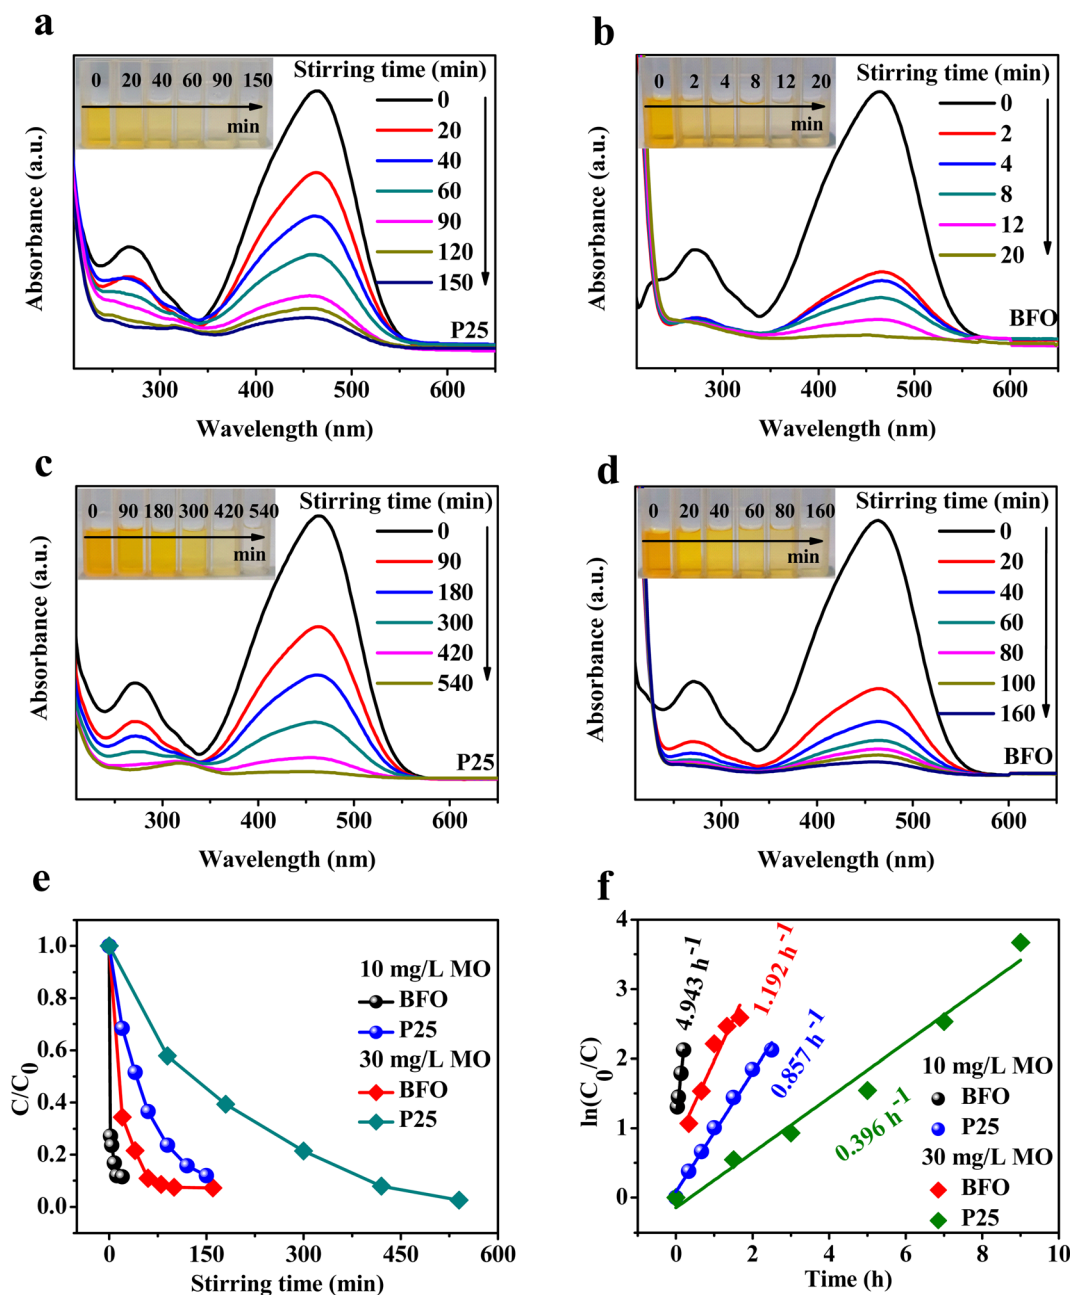 a
0 20 40 60 90 150
min
Stirring time (min)
0
20
40
60
90
120
150
P25
Absorbance (a.u.)
300 400 500 600
Wavelength (nm)
b
0 2 4 8 12 20
min
Stirring time (min)
0
2
4
8
12
20
BFO
Absorbance (a.u.)
300 400 500 600
Wavelength (nm)
c
0 90 180 300 420 540
min
Stirring time (min)
0
90
180
300
420
540
P25
Absorbance (a.u.)
300 400 500 600
Wavelength (nm)
d
0 20 40 60 80 160
min
Stirring time (min)
0
20
40
60
80
100
160
BFO
Absorbance (a.u.)
300 400 500 600
Wavelength (nm)
e
1.0
0.8
0.6
0.4
0.2
0.0
C/C0
10 mg/L MO
BFO
P25
30 mg/L MO
BFO
P25
0 150 300 450 600
Stirring time (min)
f
4
3
2
1
0
ln(C0/C)
4.943 h-1
1.192 h-1
0.857 h-1
0.396 h-1
10 mg/L MO
BFO
P25
30 mg/L MO
BFO
P25
0 2 4 6 8 10
Time (h)